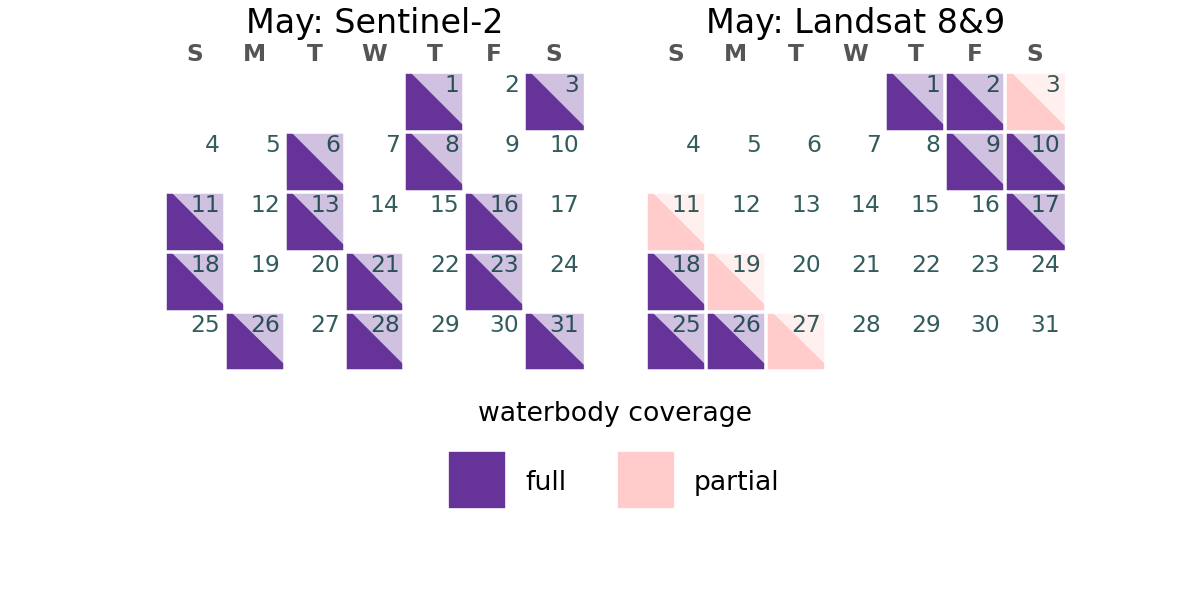 May: Sentinel-2
S M T W T F S
1 2 3
4 5 6 7 8 9 10
11 12 13 14 15 16 17
18 19 20 21 22 23 24
25 26 27 28 29 30 31
May: Landsat 8&9
S M T W T F S
1 2 3
4 5 6 7 8 9 10
11 12 13 14 15 16 17
18 19 20 21 22 23 24
25 26 27 28 29 30 31
waterbody coverage
full
partial